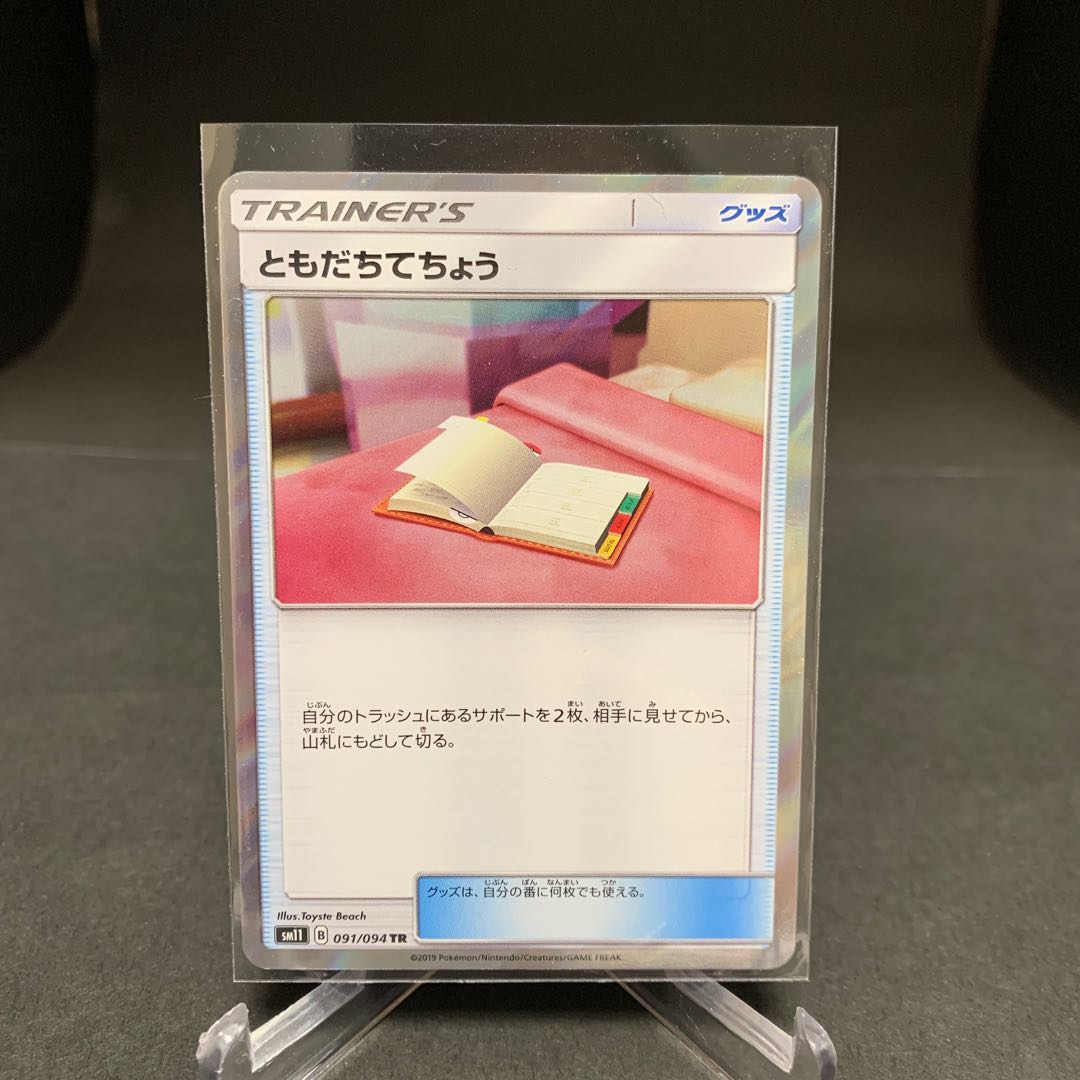 TRAINER'S グッズ
ともだちてちょう
じぶん まい あいて み
自分のトラッシュにあるサポートを2枚、相手に見せてから、
やまふだ き
山札にもどして切る。
じぶん ばん なんまい つか
グッズは、自分の番に何枚でも使える。
Illus.Toyste Beach
sm11 B 091/094 TR
©2019 Pokémon/Nintendo/Creatures/GAME FREAK.